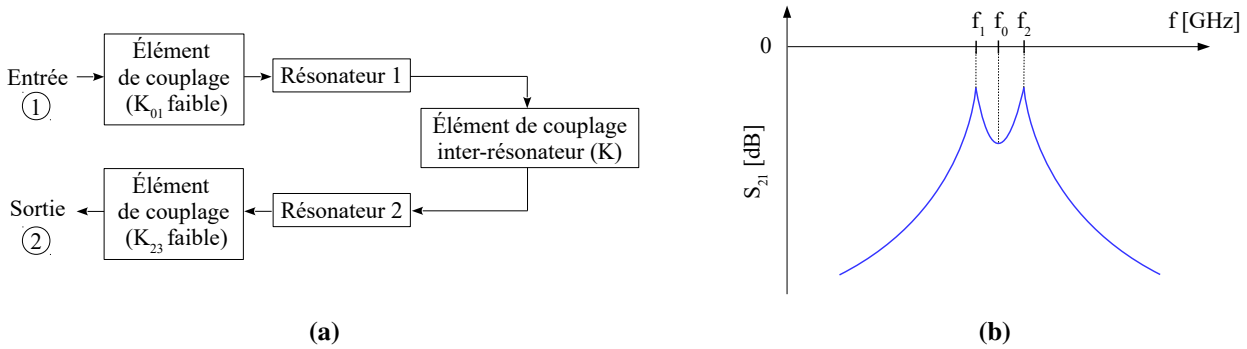 Élément
de couplage
(K01 faible)
Entrée
1
Résonateur 1
Élément de couplage
inter-résonateur (K)
Élément
de couplage
(K23 faible)
Sortie
2
Résonateur 2
(a)
f1 f0 f2 f [GHz]
0
S21 [dB]
(b)